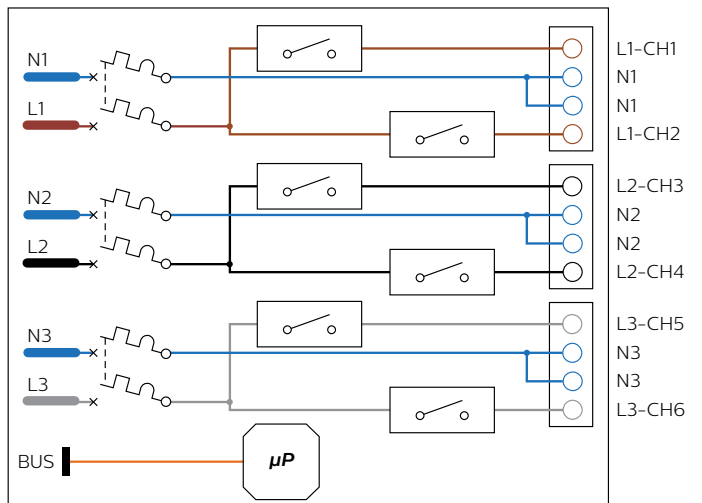 N1
L1
L1-CH1
N1
N1
L1-CH2
N2
L2
L2-CH3
N2
N2
L2-CH4
N3
L3
L3-CH5
N3
N3
L3-CH6
BUS
µP